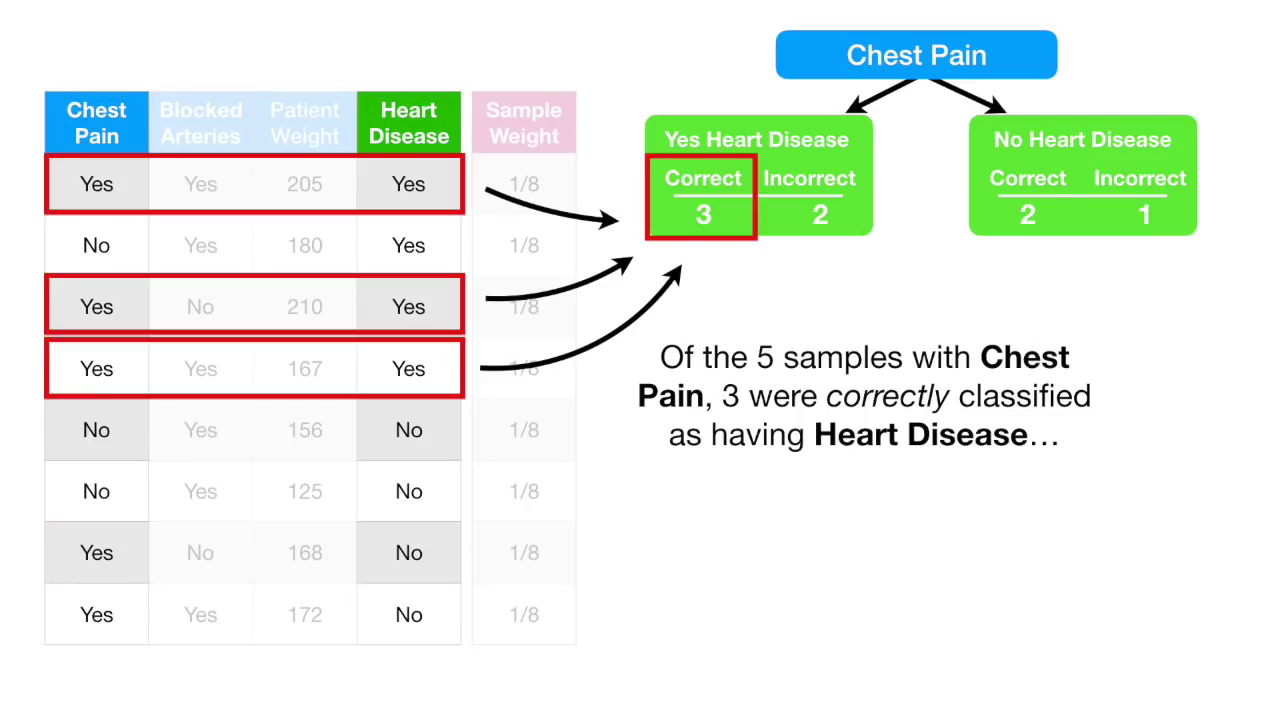 Chest Pain
Chest Pain Blocked Arteries Patient Weight Heart Disease Sample Weight
Yes Yes 205 Yes 1/8
No Yes 180 Yes 1/8
Yes No 210 Yes 1/8
Yes Yes 167 Yes 1/8
No Yes 156 No 1/8
No Yes 125 No 1/8
Yes No 168 No 1/8
Yes Yes 172 No 1/8
Yes Heart Disease
Correct Incorrect
3 2
No Heart Disease
Correct Incorrect
2 1
Of the 5 samples with Chest
Pain, 3 were correctly classified
as having Heart Disease…